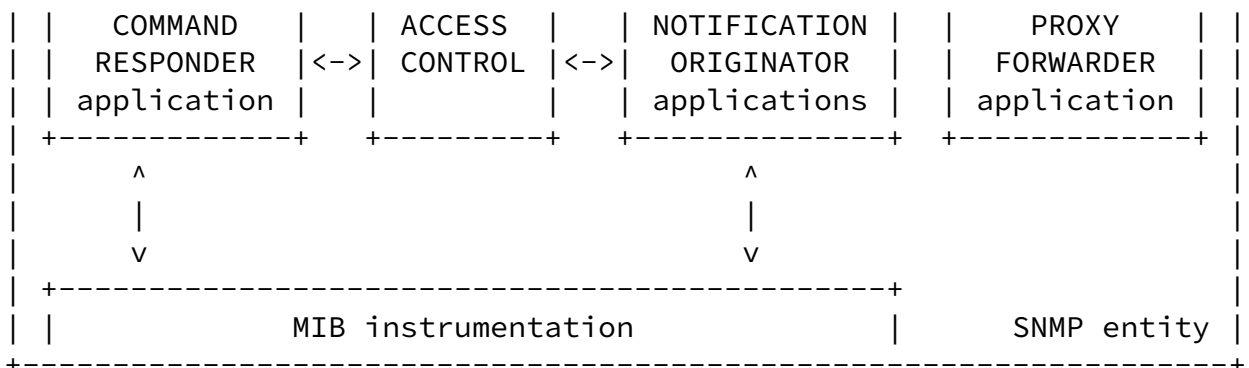 | |   COMMAND   |   | ACCESS  |   | NOTIFICATION |  |    PROXY    | |
| |  RESPONDER  |<->| CONTROL |<->|  ORIGINATOR  |  |  FORWARDER  | |
| | application |   |         |   | applications |  | application | |
| +-------------+   +---------+   +--------------+  +-------------+ |
|      ^                                 ^                          |
|      |                                 |                          |
|      v                                 v                          |
| +----------------------------------------------+                  |
| |             MIB instrumentation              |      SNMP entity |
+-------------------------------------------------------------------+